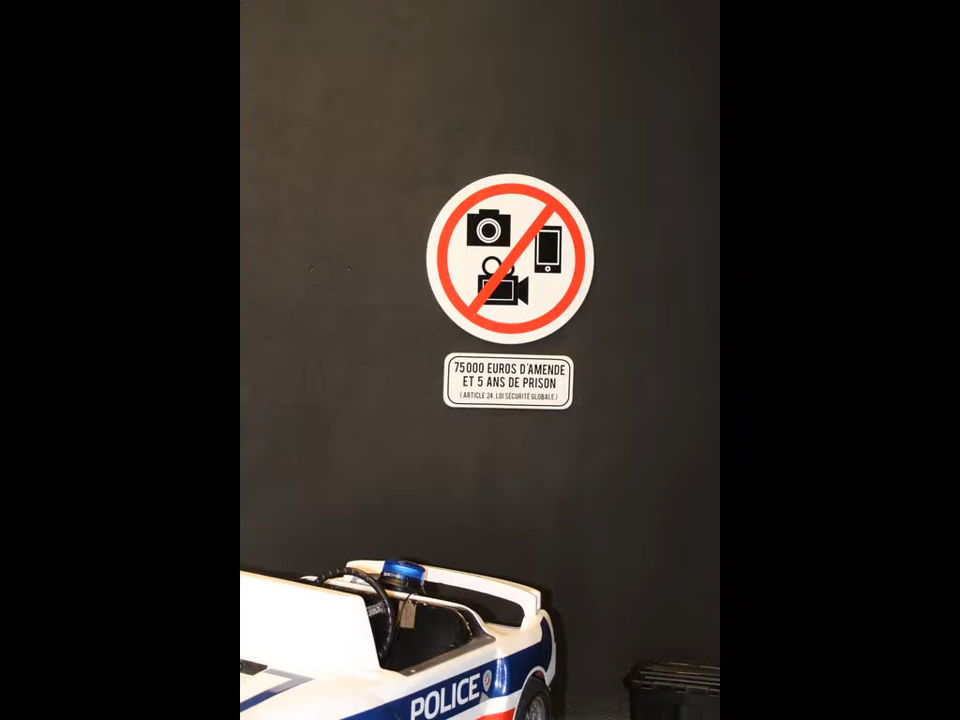 75000 EUROS D'AMENDE
ET 5 ANS DE PRISON
(ARTICLE 24, LOI SÉCURITÉ GLOBALE)
POLICE